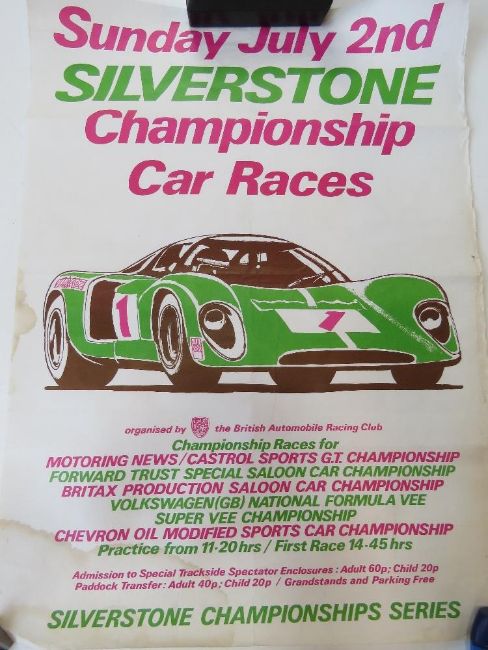 Sunday July 2nd
SILVERSTONE
Championship
Car Races
1
1
organised by the British Automobile Racing Club
Championship Races for
MOTORING NEWS/CASTROL SPORTS G.T. CHAMPIONSHIP
FORWARD TRUST SPECIAL SALOON CAR CHAMPIONSHIP
BRITAX PRODUCTION SALOON CAR CHAMPIONSHIP
VOLKSWAGEN (GB) NATIONAL FORMULA VEE
SUPER VEE CHAMPIONSHIP
CHEVRON OIL MODIFIED SPORTS CAR CHAMPIONSHIP
Practice from 11-20 hrs / First Race 14-45 hrs
Admission to Special Trackside Spectator Enclosures: Adult 60p; Child 20p
Paddock Transfer: Adult 40p; Child 20p / Grandstands and Parking Free
SILVERSTONE CHAMPIONSHIPS SERIES